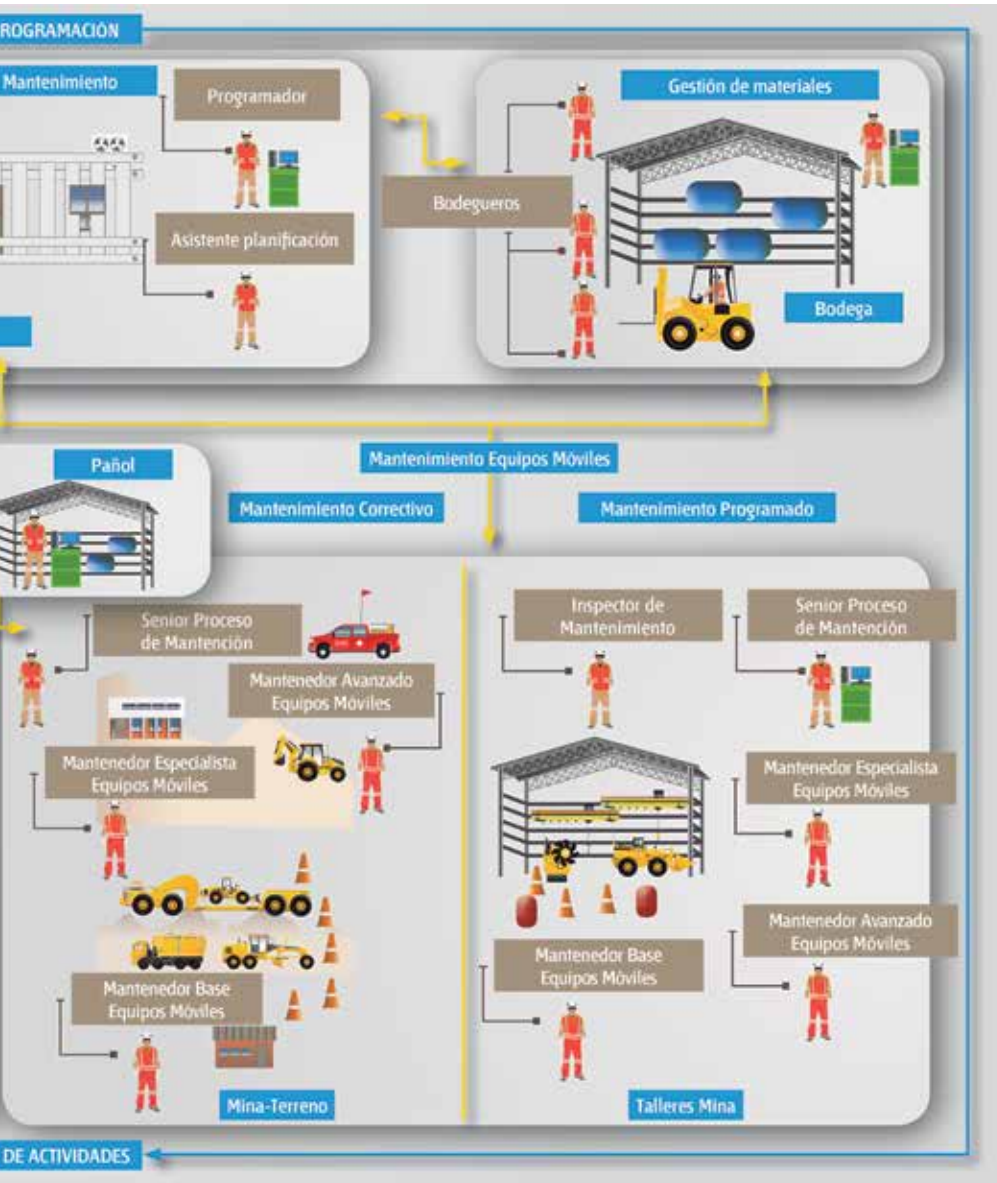 ROGRAMACIÓN
Mantenimiento
Programador
Gestión de materiales
Bodegueros
Asistente planificación
Bodega
Mantenimiento Equipos Móviles
Pañol
Mantenimiento Correctivo
Mantenimiento Programado
Senior Proceso
de Mantención
Inspector de
Mantenimiento
Senior Proceso
de Mantención
Mantenedor Avanzado
Equipos Móviles
Mantenedor Especialista
Equipos Móviles
Mantenedor Especialista
Equipos Móviles
Mantenedor Avanzado
Equipos Móviles
Mantenedor Base
Equipos Móviles
Mantenedor Base
Equipos Móviles
Mina-Terreno
Talleres Mina
DE ACTIVIDADES